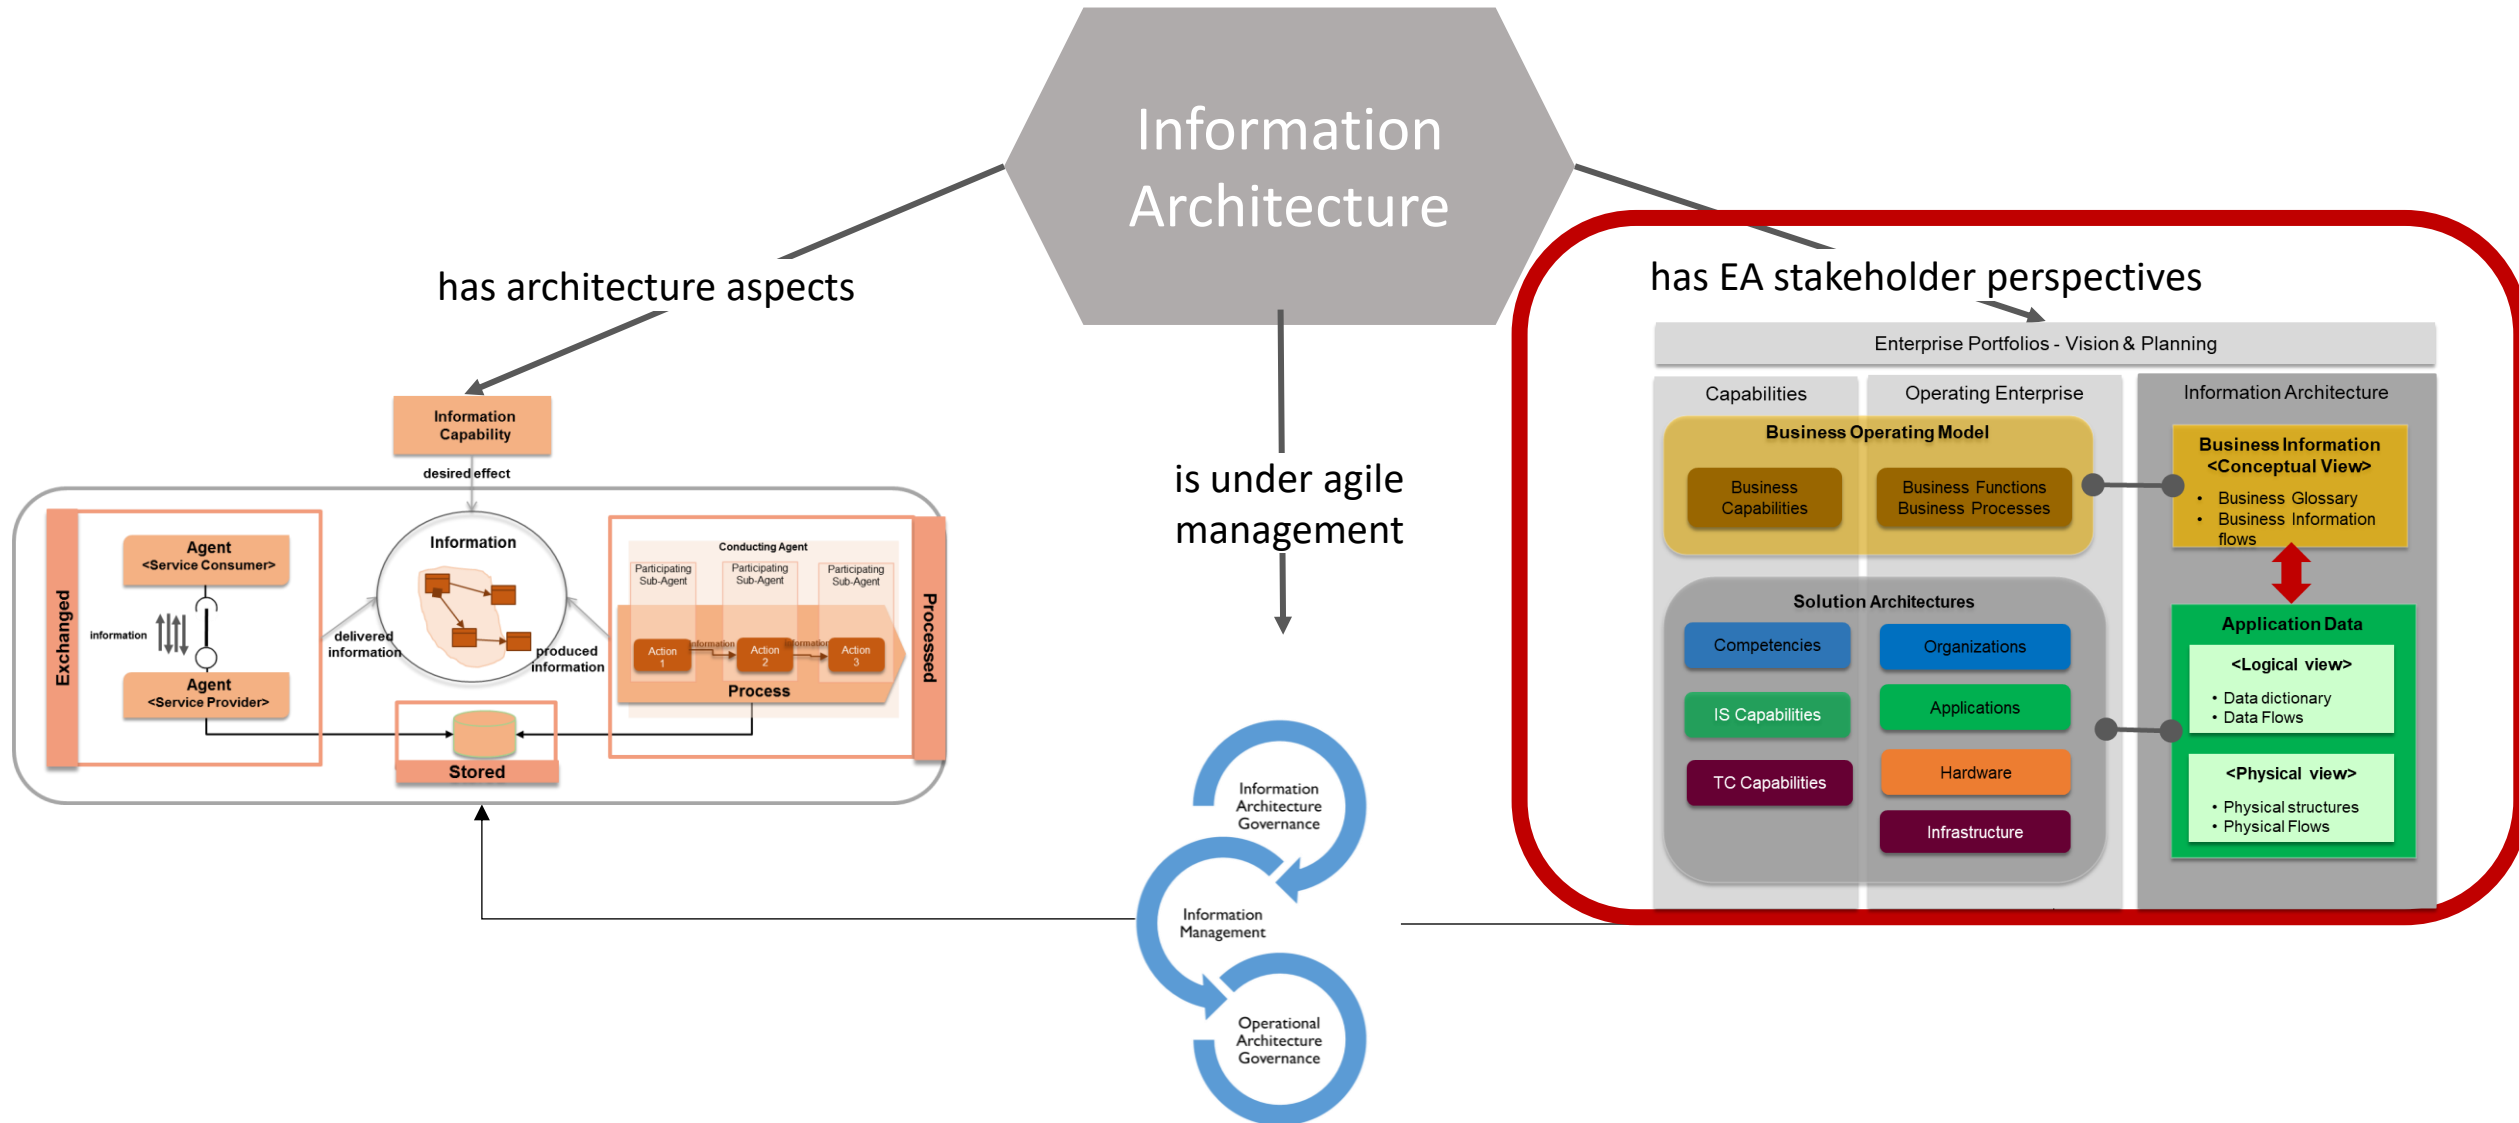 Information
Architecture
has architecture aspects
has EA stakeholder perspectives
is under agile
management
Information
Capability
desired effect
Exchanged
Agent
<Service Consumer>
information
Agent
<Service Provider>
delivered
information
Information
produced
information
Stored
Conducting Agent
Participating
Sub-Agent
Participating
Sub-Agent
Participating
Sub-Agent
Action
1
information
Action
2
information
Action
3
Process
Processed
Information
Architecture
Governance
Information
Management
Operational
Architecture
Governance
Enterprise Portfolios - Vision & Planning
Capabilities
Operating Enterprise
Information Architecture
Business Operating Model
Business
Capabilities
Business Functions
Business Processes
Business Information
<Conceptual View>
• Business Glossary
• Business Information
flows
Solution Architectures
Competencies
Organizations
IS Capabilities
Applications
TC Capabilities
Hardware
Infrastructure
Application Data
<Logical view>
• Data dictionary
• Data Flows
<Physical view>
• Physical structures
• Physical Flows